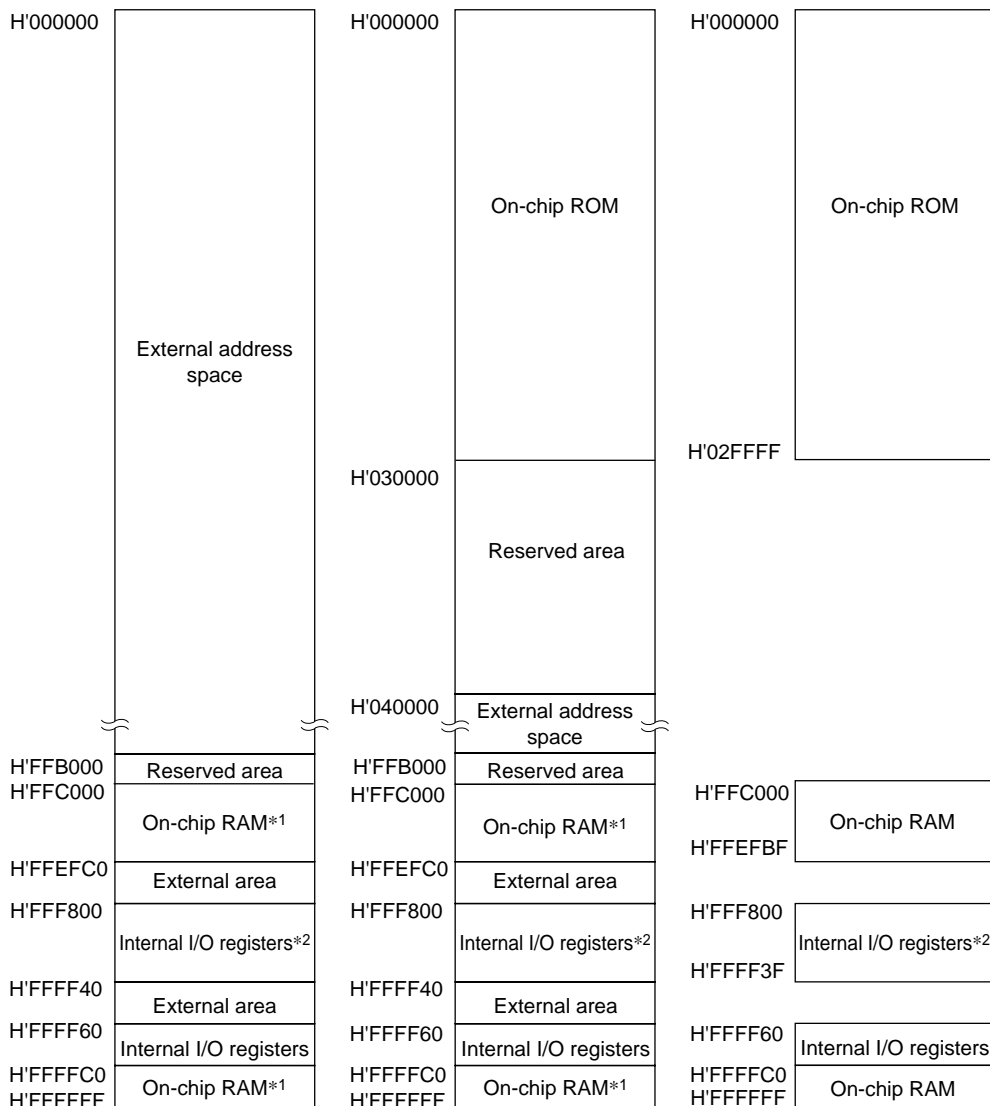 H'000000
External address
space
H'FFB000
Reserved area
H'FFC000
On-chip RAM*1
H'FFEFC0
External area
H'FFF800
Internal I/O registers*2
H'FFFF40
External area
H'FFFF60
Internal I/O registers
H'FFFFC0
On-chip RAM*1
H'FFFFFF
H'000000
On-chip ROM
H'030000
Reserved area
H'040000
External address
space
H'FFB000
Reserved area
H'FFC000
On-chip RAM*1
H'FFEFC0
External area
H'FFF800
Internal I/O registers*2
H'FFFF40
External area
H'FFFF60
Internal I/O registers
H'FFFFC0
On-chip RAM*1
H'FFFFFF
H'000000
On-chip ROM
H'02FFFF
H'FFC000
On-chip RAM
H'FFEFBF
H'FFF800
Internal I/O registers*2
H'FFFF3F
H'FFFF60
Internal I/O registers
H'FFFFC0
On-chip RAM
H'FFFFFF